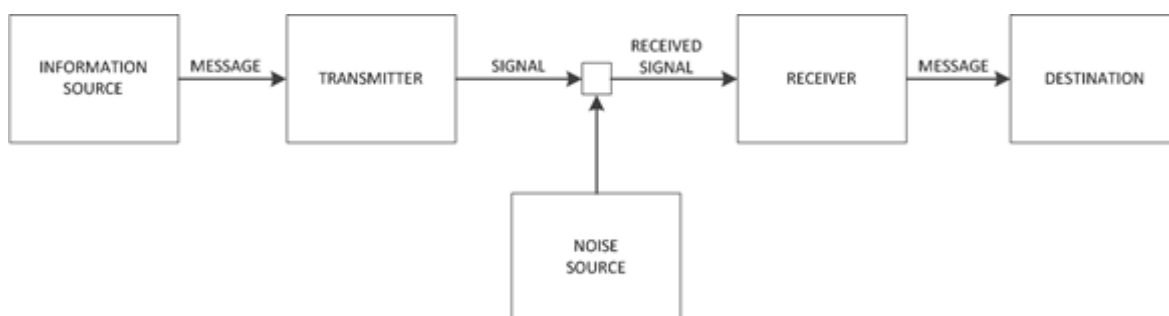 INFORMATION
SOURCE
MESSAGE
TRANSMITTER
SIGNAL
RECEIVED
SIGNAL
RECEIVER
MESSAGE
DESTINATION
NOISE
SOURCE